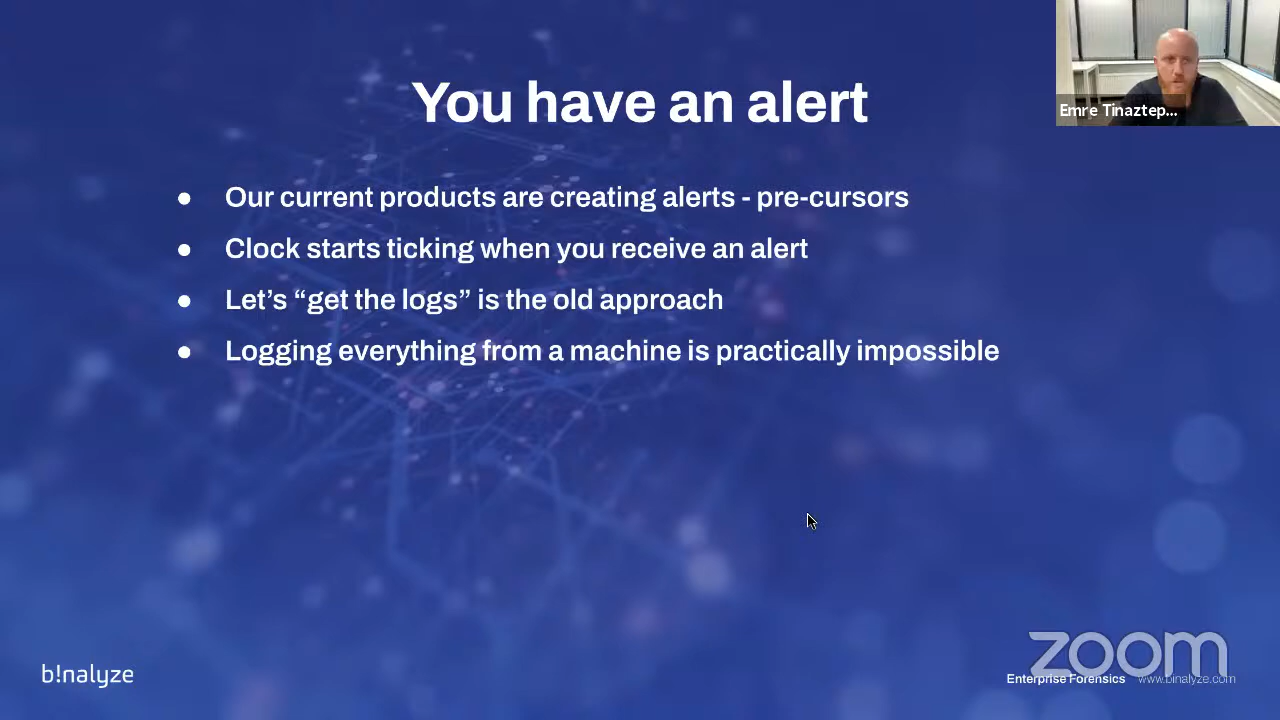 You have an alert
Emre Tinaztep...
● Our current products are creating alerts - pre-cursors
● Clock starts ticking when you receive an alert
● Let’s “get the logs” is the old approach
● Logging everything from a machine is practically impossible
b!nalyze
zoom
Enterprise Forensics www.binalyze.com